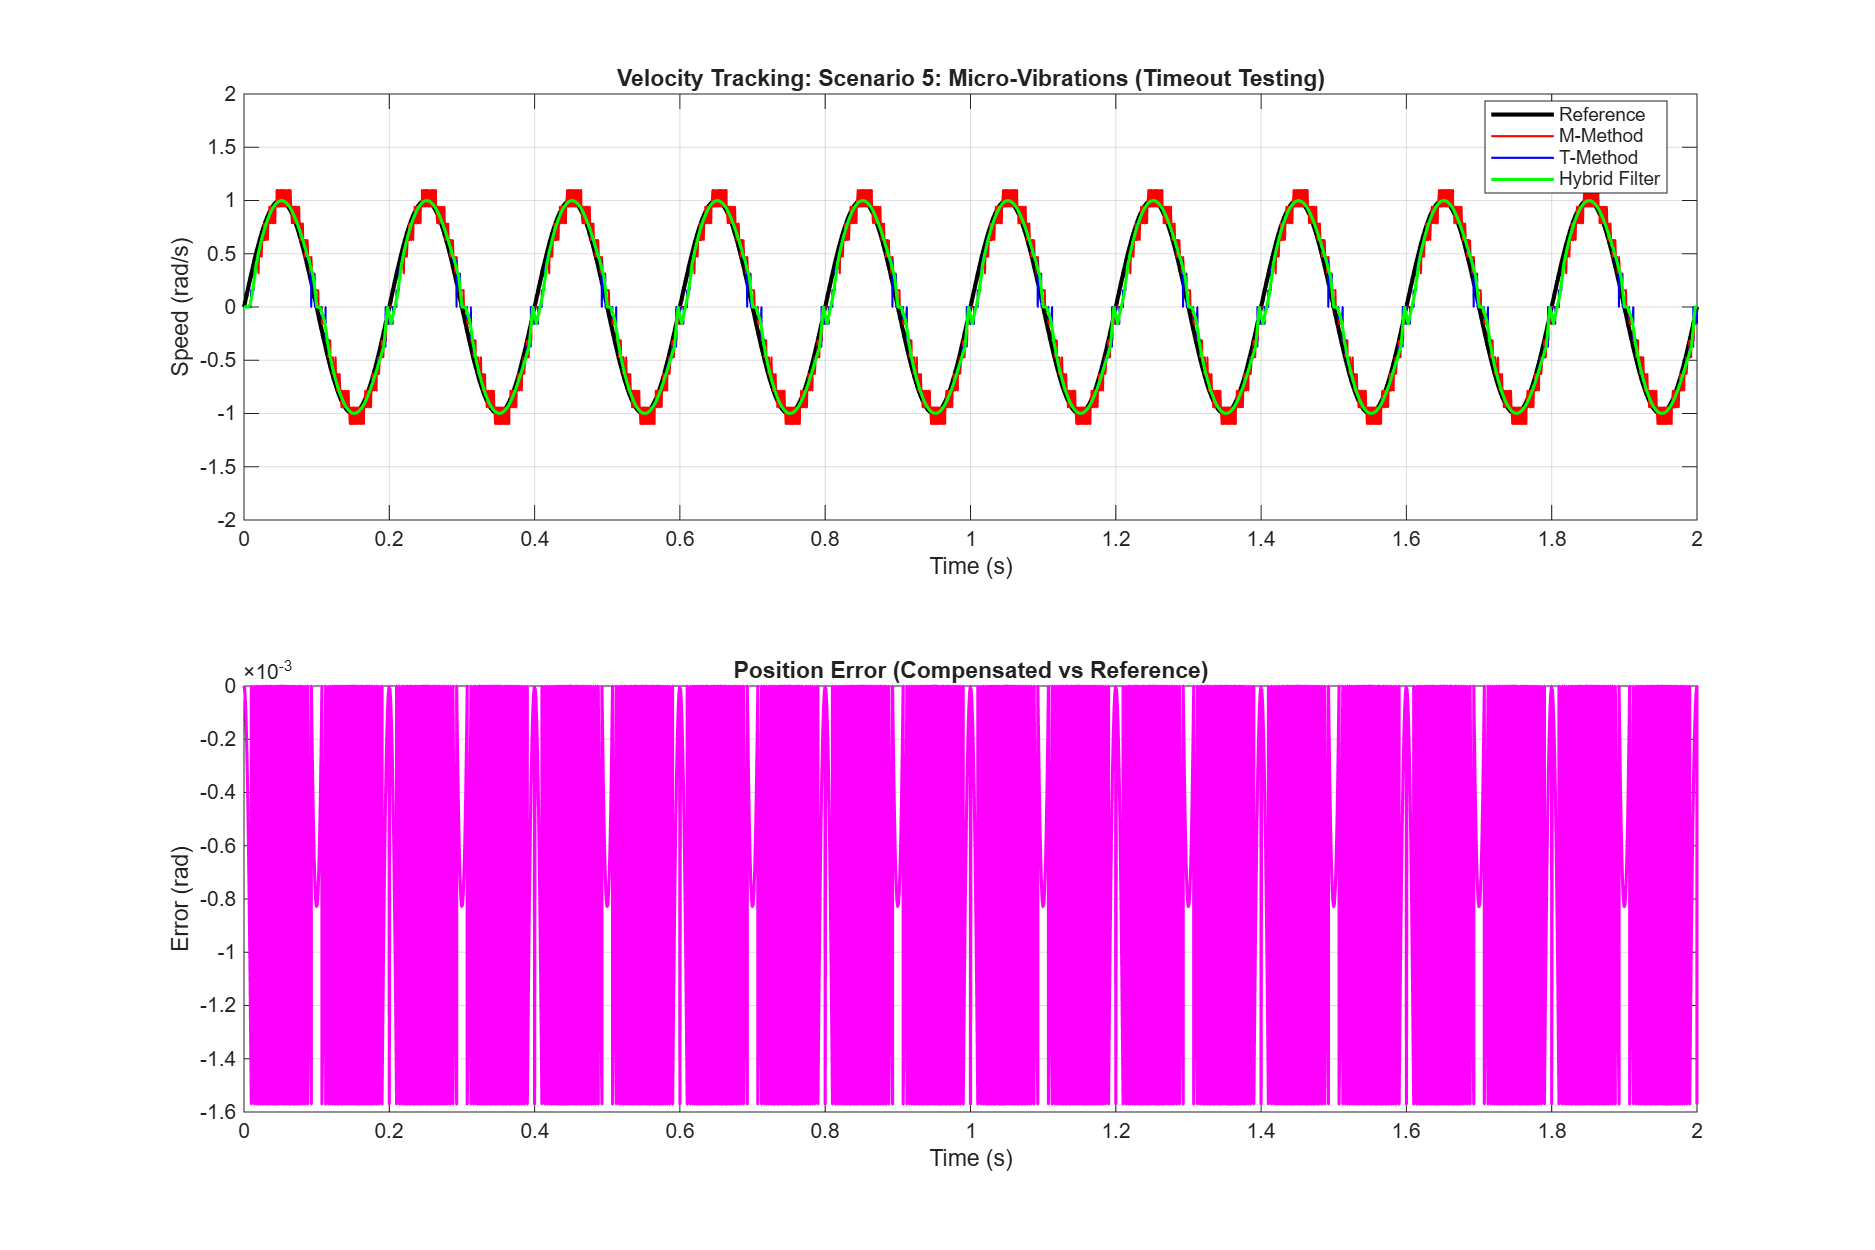 Velocity Tracking: Scenario 5: Micro-Vibrations (Timeout Testing)
Reference
M-Method
T-Method
Hybrid Filter
Speed (rad/s)
2
1.5
1
0.5
0
-0.5
-1
-1.5
-2
0 0.2 0.4 0.6 0.8 1 1.2 1.4 1.6 1.8 2
Time (s)
×10-3
Position Error (Compensated vs Reference)
Error (rad)
0
-0.2
-0.4
-0.6
-0.8
-1
-1.2
-1.4
-1.6
0 0.2 0.4 0.6 0.8 1 1.2 1.4 1.6 1.8 2
Time (s)